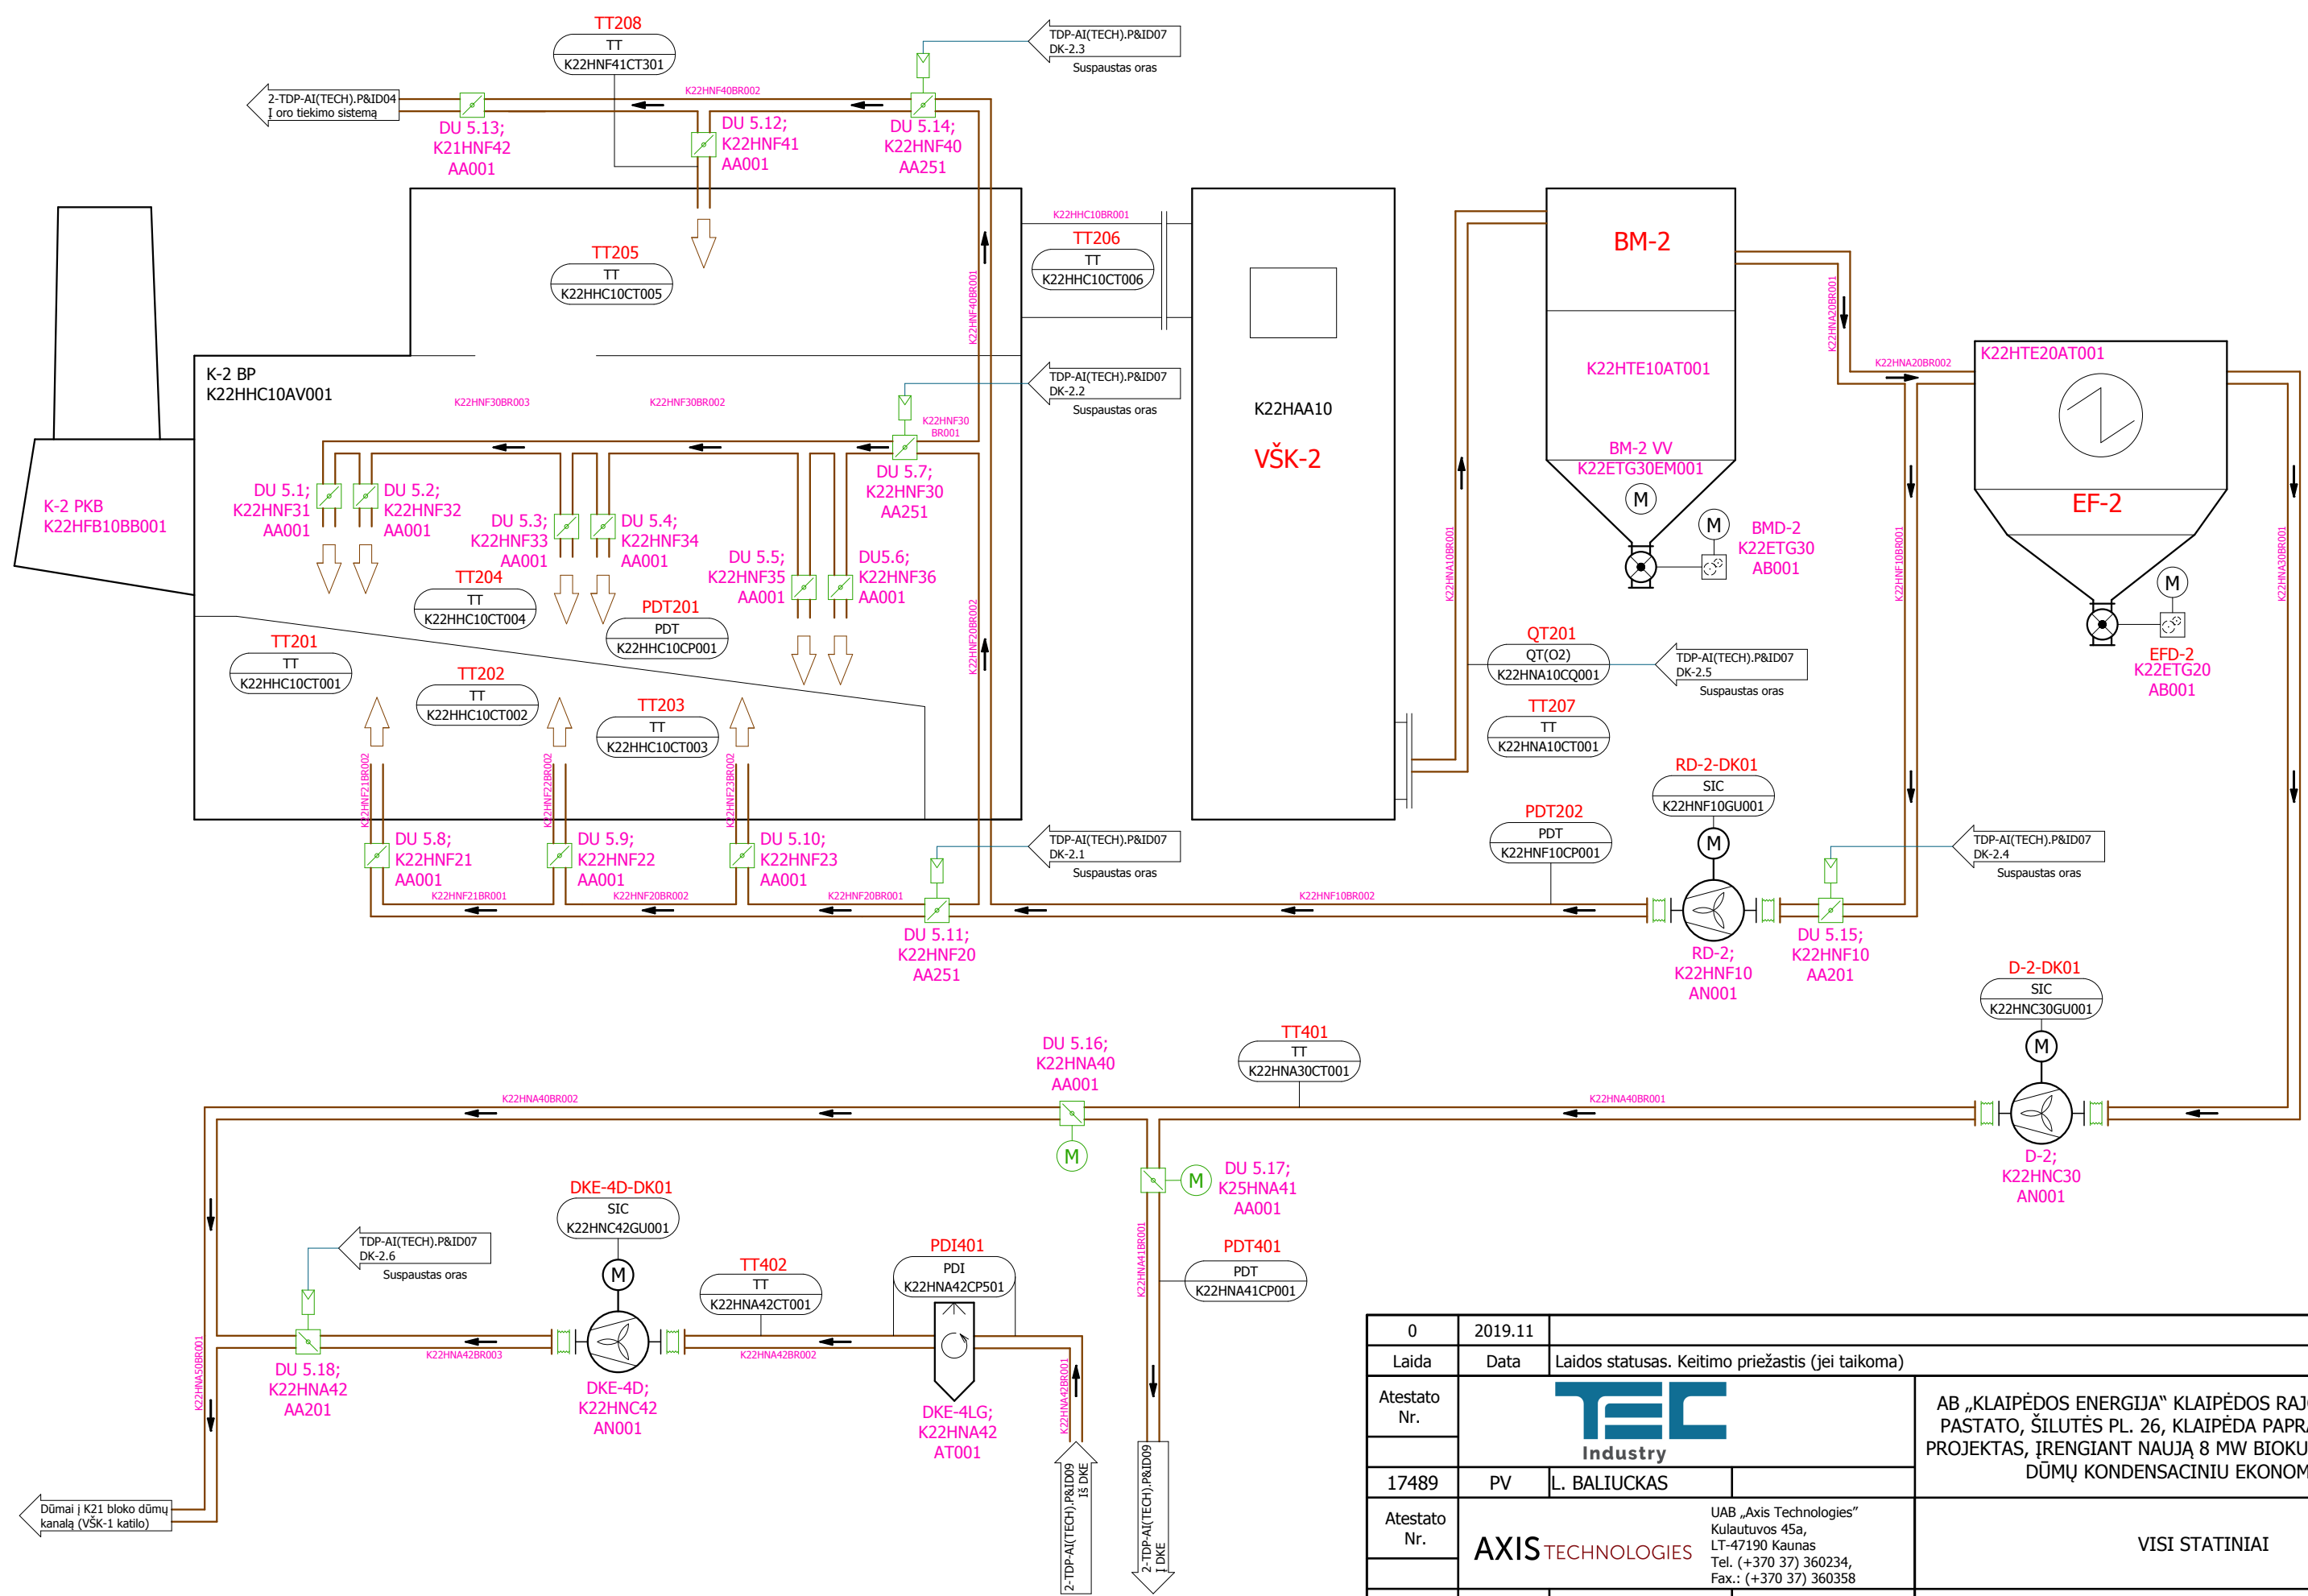 TT208
TT
K22HNF41CT301
TDP-AI(TECH).P&ID07
DK-2.3
Suspaustas oras
2-TDP-AI(TECH).P&ID04
Į oro tiekimo sistemą
K22HNF40BR002
DU 5.13;
K21HNF42
AA001
DU 5.12;
K22HNF41
AA001
DU 5.14;
K22HNF40
AA251
K22HHC10BR001
TT206
TT
K22HHC10CT006
TT205
TT
K22HHC10CT005
K22HNF40BR001
BM-2
K22HNA20BR001
K22HTE10AT001
K22HNA20BR002
K22HTE20AT001
K-2 BP
K22HHC10AV001
TDP-AI(TECH).P&ID07
DK-2.2
Suspaustas oras
K22HNF30BR003
K22HNF30BR002
K22HNF30
BR001
K22HAA10
VŠK-2
BM-2 VV
K22ETG30EM001
M
EF-2
K-2 PKB
K22HFB10BB001
DU 5.1;
K22HNF31
AA001
DU 5.2;
K22HNF32
AA001
DU 5.3;
K22HNF33
AA001
DU 5.4;
K22HNF34
AA001
DU 5.5;
K22HNF35
AA001
DU5.6;
K22HNF36
AA001
DU 5.7;
K22HNF30
AA251
M
BMD-2
K22ETG30
AB001
K22HNA10BR001
K22HNF10BR001
K22HNA30BR001
M
EFD-2
K22ETG20
AB001
TT204
TT
K22HHC10CT004
PDT201
PDT
K22HHC10CP001
K22HNF20BR002
TT201
TT
K22HHC10CT001
TT202
TT
K22HHC10CT002
TT203
TT
K22HHC10CT003
QT201
QT(O2)
K22HNA10CQ001
TDP-AI(TECH).P&ID07
DK-2.5
Suspaustas oras
TT207
TT
K22HNA10CT001
RD-2-DK01
SIC
K22HNF10GU001
M
PDT202
PDT
K22HNF10CP001
K22HNF21BR002
K22HNF22BR002
K22HNF23BR002
DU 5.8;
K22HNF21
AA001
DU 5.9;
K22HNF22
AA001
DU 5.10;
K22HNF23
AA001
TDP-AI(TECH).P&ID07
DK-2.1
Suspaustas oras
TDP-AI(TECH).P&ID07
DK-2.4
Suspaustas oras
K22HNF21BR001
K22HNF20BR002
K22HNF20BR001
K22HNF10BR002
DU 5.11;
K22HNF20
AA251
RD-2;
K22HNF10
AN001
DU 5.15;
K22HNF10
AA201
D-2-DK01
SIC
K22HNC30GU001
M
DU 5.16;
K22HNA40
AA001
M
TT401
TT
K22HNA30CT001
K22HNA40BR002
K22HNA40BR001
D-2;
K22HNC30
AN001
M
DU 5.17;
K25HNA41
AA001
DKE-4D-DK01
SIC
K22HNC42GU001
M
TDP-AI(TECH).P&ID07
DK-2.6
Suspaustas oras
TT402
TT
K22HNA42CT001
PDI401
PDI
K22HNA42CP501
K22HNA41BR001
PDT401
PDT
K22HNA41CP001
K22HNA50BR001
K22HNA42BR003
K22HNA42BR002
K22HNA42BR001
DU 5.18;
K22HNA42
AA201
DKE-4D;
K22HNC42
AN001
DKE-4LG;
K22HNA42
AT001
2-TDP-AI(TECH).P&ID09
Iš DKE
2-TDP-AI(TECH).P&ID09
Į DKE
Dūmai į K21 bloko dūmų
kanalą (VŠK-1 katilo)
0 2019.11
Laida Data Laidos statusas. Keitimo priežastis (jei taikoma)
Atestato
Nr.
TEC
Industry
AB „KLAIPĖDOS ENERGIJA“ KLAIPĖDOS
PASTATO, ŠILUTĖS PL. 26, KLAIPĖDA
PROJEKTAS, ĮRENGIANT NAUJĄ 8 MW
DŪMŲ KONDENSACINIU
17489 PV L. BALIUCKAS
Atestato
Nr.
AXIS TECHNOLOGIES
UAB „Axis Technologies”
Kulautuvos 45a,
LT-47190 Kaunas
Tel. (+370 37) 360234,
Fax.: (+370 37) 360358
VISI STATINIAI